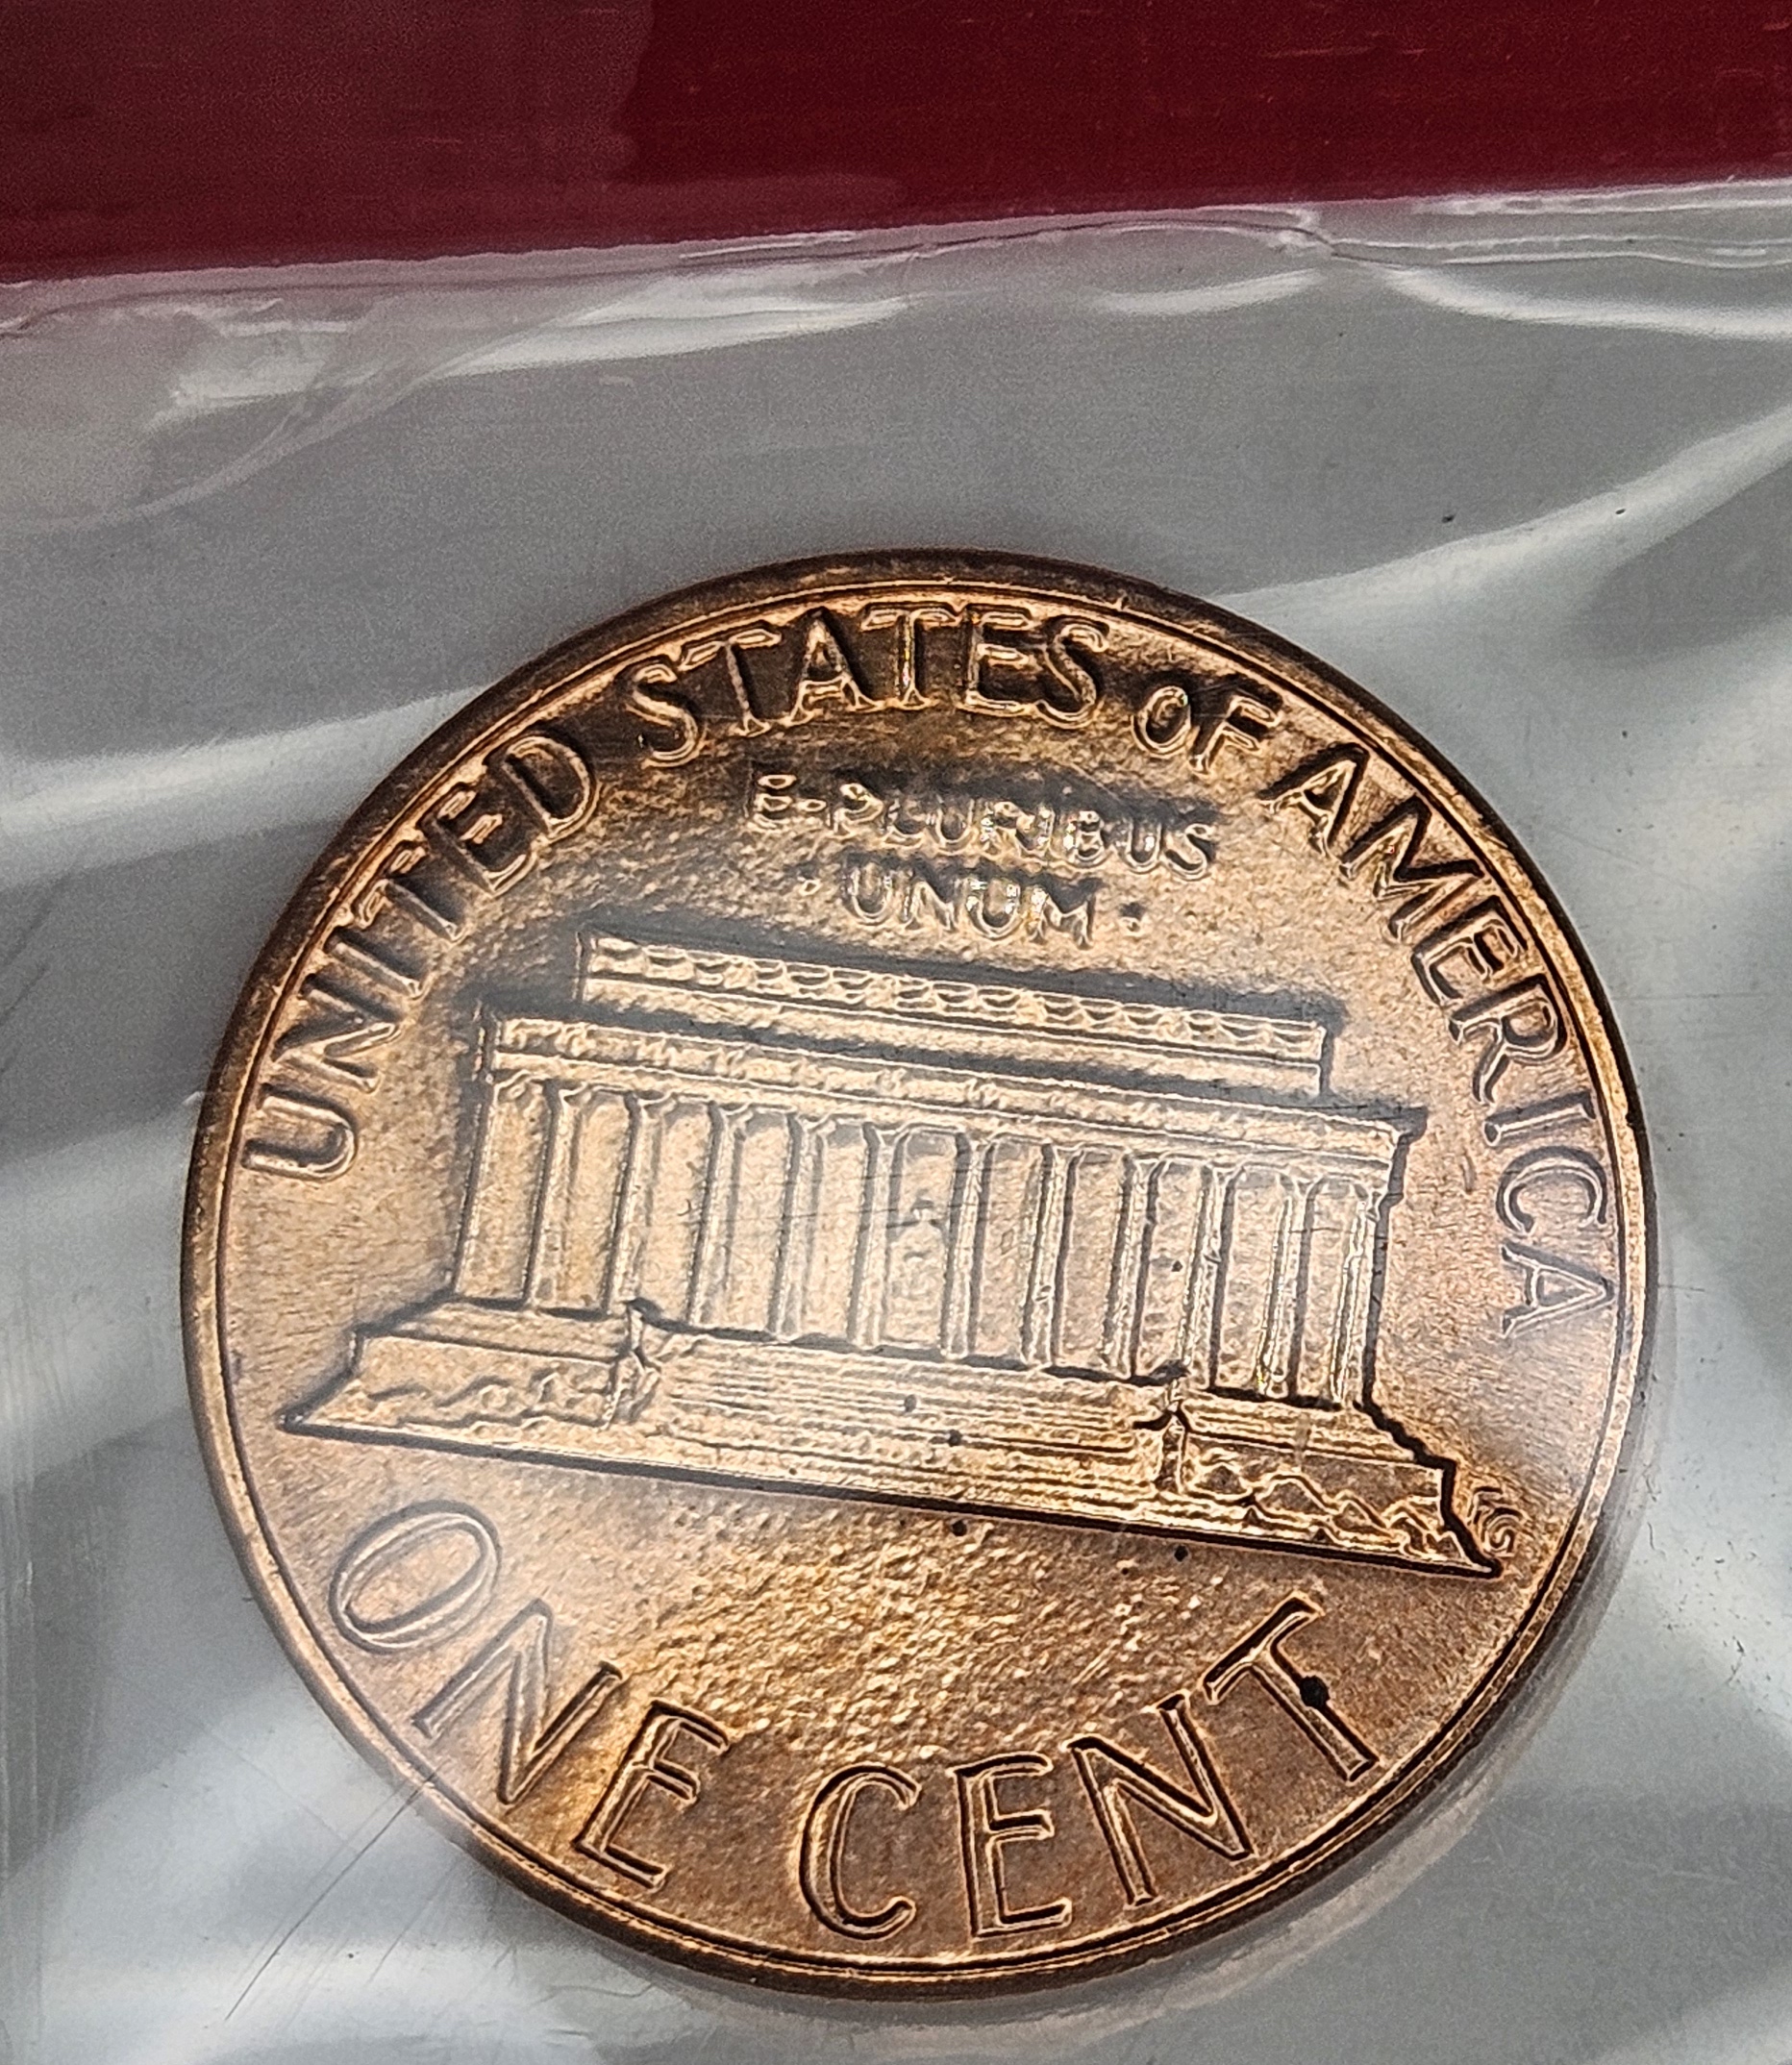 UNITED STATES OF AMERICA
E·PLURIBUS
·UNUM·
ONE CENT